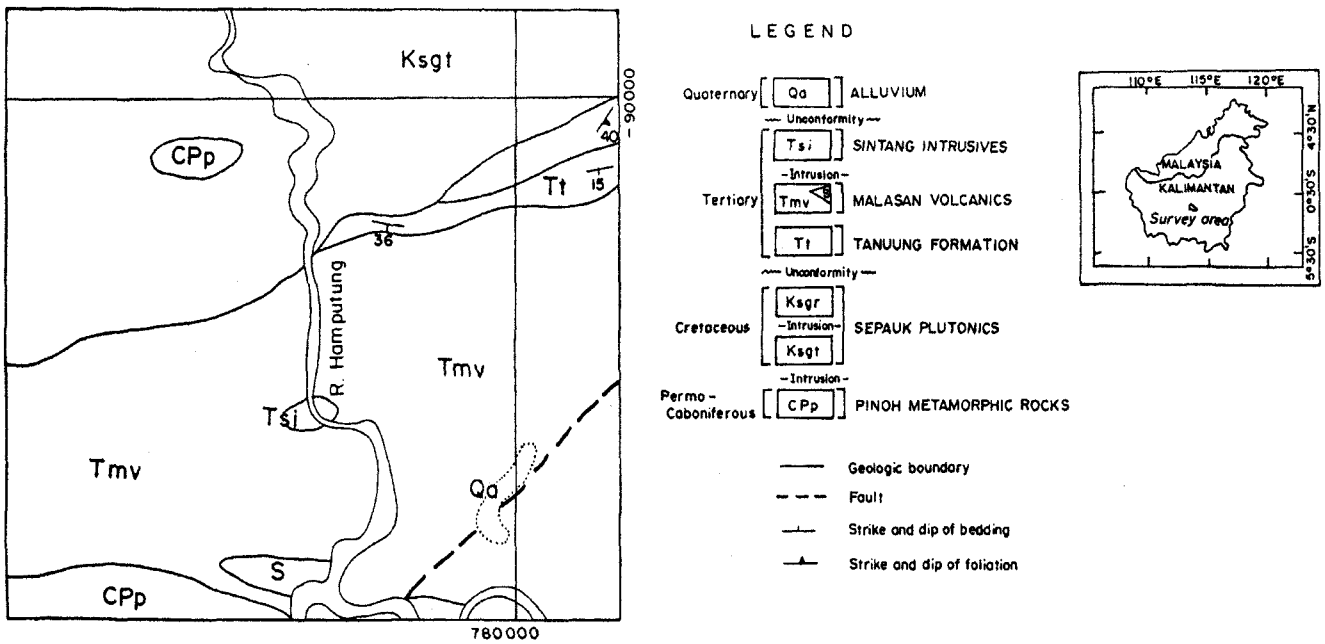 Ksgt
CPp
40
Tt
15
36
R. Hamputung
Tmv
Tsi
Tmv
Qa
S
CPp
780000
- 90000
LEGEND
Quaternary [ Qa ] ALLUVIUM
Unconformity
Tsi SINTANG INTRUSIVES
-Intrusion-
Tertiary Tmv S MALASAN VOLCANICS
Tt TANUUNG FORMATION
Unconformity
Ksgr
Cretaceous -Intrusion- SEPAUK PLUTONICS
Ksgt
-Intrusion-
Permo-
Caboniferous [ CPp ] PINOH METAMORPHIC ROCKS
Geologic boundary
Fault
Strike and dip of bedding
Strike and dip of foliation
110°E 115°E 120°E
4°30'N
0°30'S
5°30'S
MALAYSIA
KALIMANTAN
Survey area